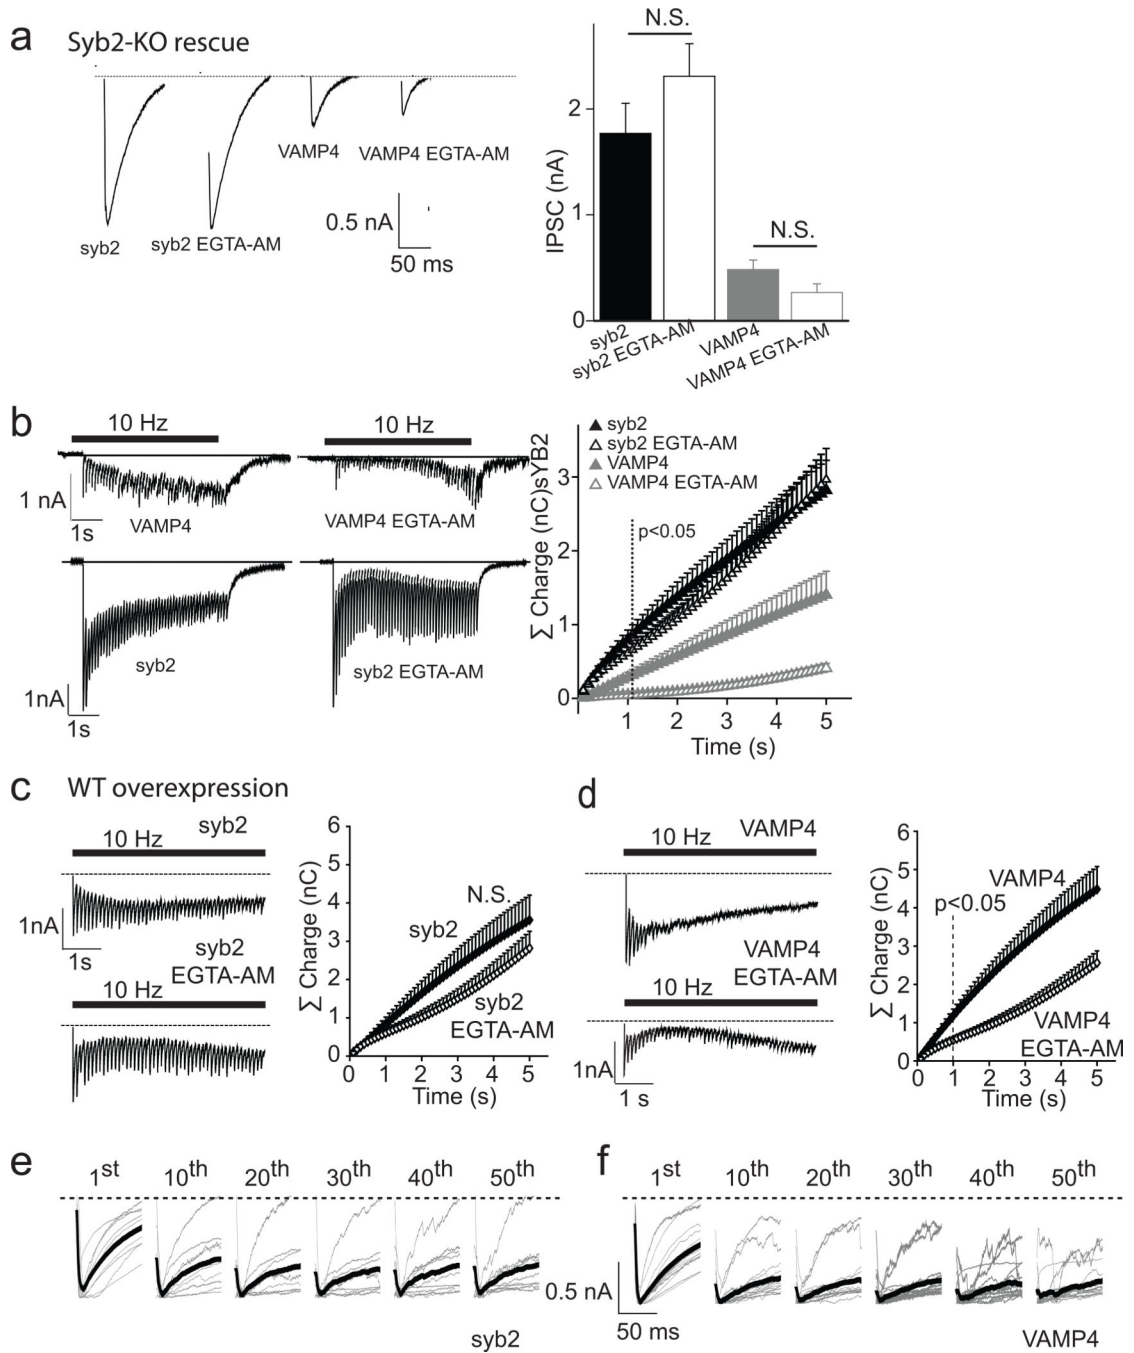 a Syb2-KO rescue
syb2
syb2 EGTA-AM
VAMP4
VAMP4 EGTA-AM
0.5 nA
50 ms
N.S.
N.S.
IPSC (nA)
2
1
0
syb2
syb2 EGTA-AM
VAMP4
VAMP4 EGTA-AM
b
10 Hz
10 Hz
1 nA
1s
VAMP4
VAMP4 EGTA-AM
syb2
syb2 EGTA-AM
1nA
1s
syb2
syb2 EGTA-AM
VAMP4
VAMP4 EGTA-AM
p<0.05
∑ Charge (nC)sYB2
3
2
1
0
1 2 3 4 5
Time (s)
c WT overexpression
syb2
10 Hz
1nA
1s
syb2
EGTA-AM
10 Hz
∑ Charge (nC)
6
5
4
3
2
1
0
N.S.
syb2
syb2
EGTA-AM
0 1 2 3 4 5
Time (s)
d
VAMP4
10 Hz
VAMP4
EGTA-AM
10 Hz
1nA
1 s
∑ Charge (nC)
6
5
4
3
2
1
0
VAMP4
p<0.05
VAMP4
EGTA-AM
0 1 2 3 4 5
Time (s)
e
1st 10th 20th 30th 40th 50th
syb2
f
1st 10th 20th 30th 40th 50th
0.5 nA
50 ms
VAMP4